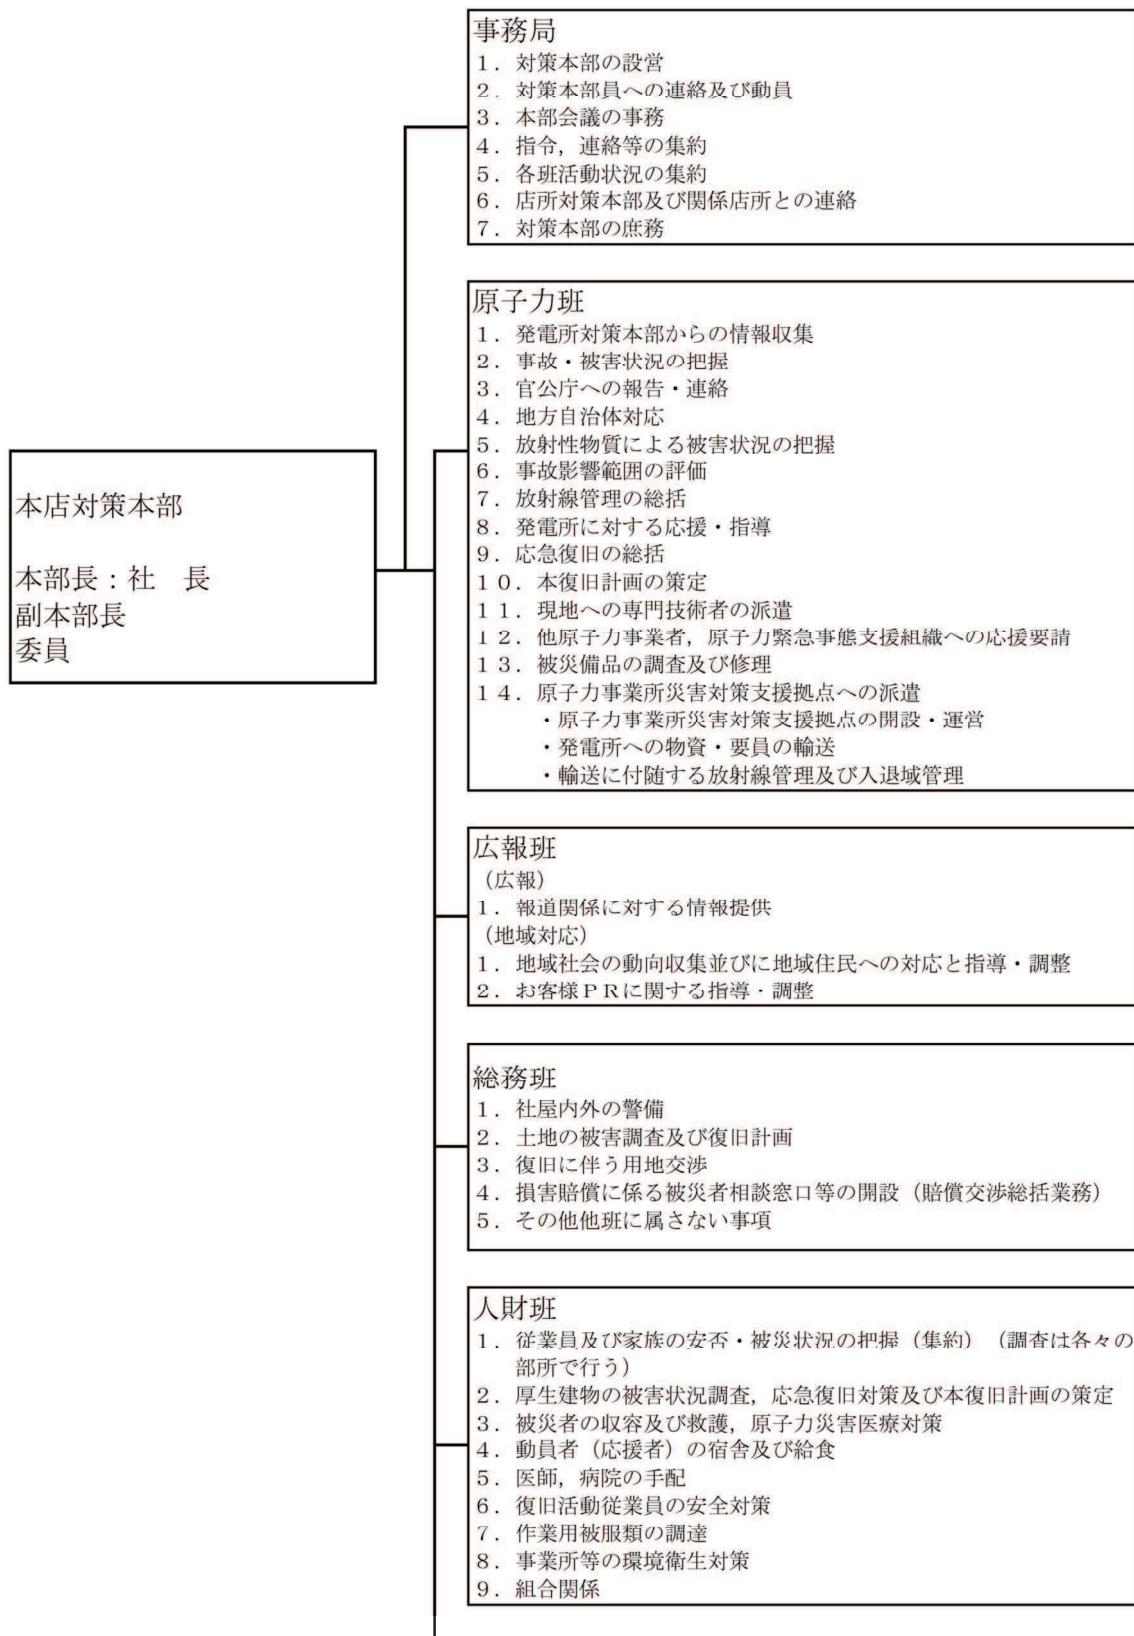 本店対策本部
本部長：社　長
副本部長
委員
事務局
１．対策本部の設営
２．対策本部員への連絡及び動員
３．本部会議の事務
４．指令，連絡等の集約
５．各班活動状況の集約
６．店所対策本部及び関係店所との連絡
７．対策本部の庶務
原子力班
１．発電所対策本部からの情報収集
２．事故・被害状況の把握
３．官公庁への報告・連絡
４．地方自治体対応
５．放射性物質による被害状況の把握
６．事故影響範囲の評価
７．放射線管理の総括
８．発電所に対する応援・指導
９．応急復旧の総括
１０．本復旧計画の策定
１１．現地への専門技術者の派遣
１２．他原子力事業者，原子力緊急事態支援組織への応援要請
１３．被災備品の調査及び修理
１４．原子力事業所災害対策支援拠点への派遣
・原子力事業所災害対策支援拠点の開設・運営
・発電所への物資・要員の輸送
・輸送に付随する放射線管理及び入退域管理
広報班
（広報）
１．報道関係に対する情報提供
（地域対応）
１．地域社会の動向収集並びに地域住民への対応と指導・調整
２．お客様ＰＲに関する指導・調整
総務班
１．社屋内外の警備
２．土地の被害調査及び復旧計画
３．復旧に伴う用地交渉
４．損害賠償に係る被災者相談窓口等の開設（賠償交渉総括業務）
５．その他他班に属さない事項
人財班
１．従業員及び家族の安否・被災状況の把握（集約）（調査は各々の
部所で行う）
２．厚生建物の被害状況調査，応急復旧対策及び本復旧計画の策定
３．被災者の収容及び救護，原子力災害医療対策
４．動員者（応援者）の宿舎及び給食
５．医師，病院の手配
６．復旧活動従業員の安全対策
７．作業用被服類の調達
８．事業所等の環境衛生対策
９．組合関係